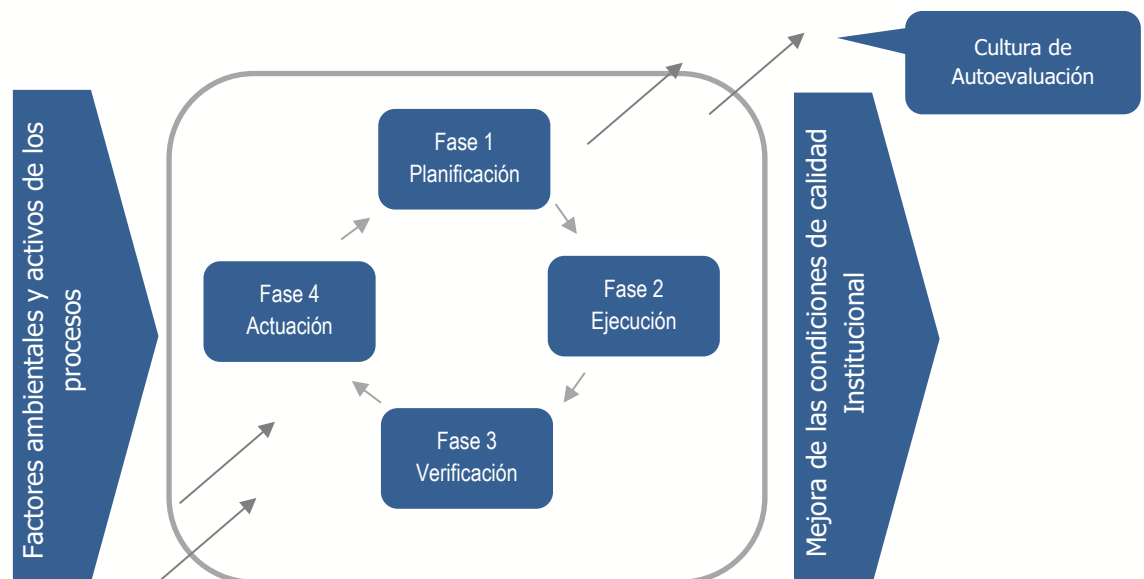 Cultura de
Autoevaluación
Factores ambientales y activos de los
procesos
Fase 1
Planificación
Fase 2
Ejecución
Fase 3
Verificación
Fase 4
Actuación
Mejora de las condiciones de calidad
Institucional